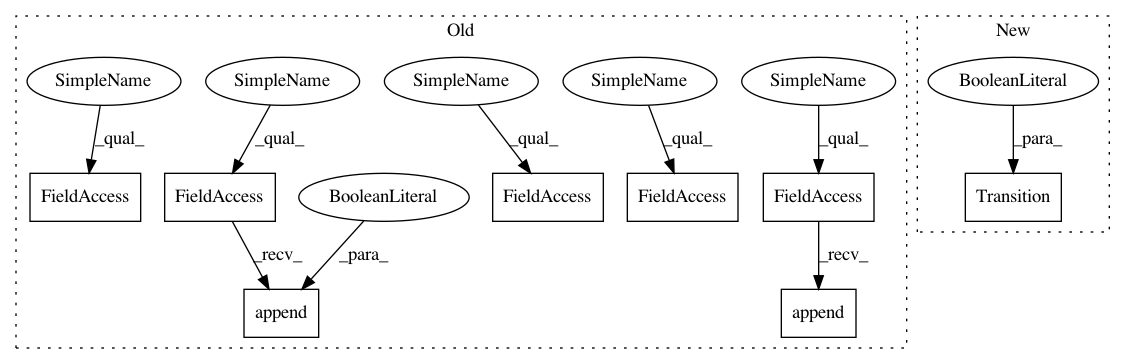 Old
New
SimpleName
SimpleName
SimpleName
SimpleName
SimpleName
BooleanLiteral
_qual_
_qual_
_qual_
_qual_
_qual_
_para_
FieldAccess
FieldAccess
BooleanLiteral
FieldAccess
FieldAccess
FieldAccess
Transition
_recv_
_para_
_recv_
append
append